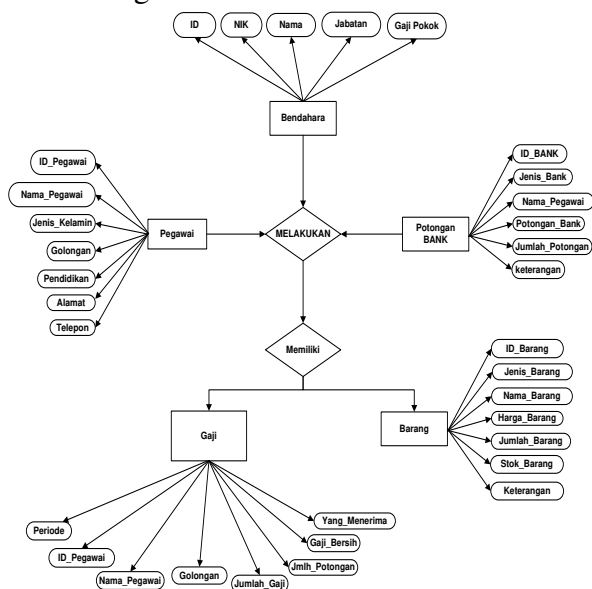 ID
NIK
Nama
Jabatan
Gaji Pokok
Bendahara
ID_Pegawai
Nama_Pegawai
Jenis_Kelamin
Golongan
Pendidikan
Alamat
Telepon
Pegawai
MELAKUKAN
Potongan
BANK
ID_BANK
Jenis_Bank
Nama_Pegawai
Potongan_Bank
Jumlah_Potongan
keterangan
Memiliki
Gaji
Barang
ID_Barang
Jenis_Barang
Nama_Barang
Harga_Barang
Jumlah_Barang
Stok_Barang
Keterangan
Periode
ID_Pegawai
Nama_Pegawai
Golongan
Jumlah_Gaji
Jmlh_Potongan
Gaji_Bersih
Yang_Menerima